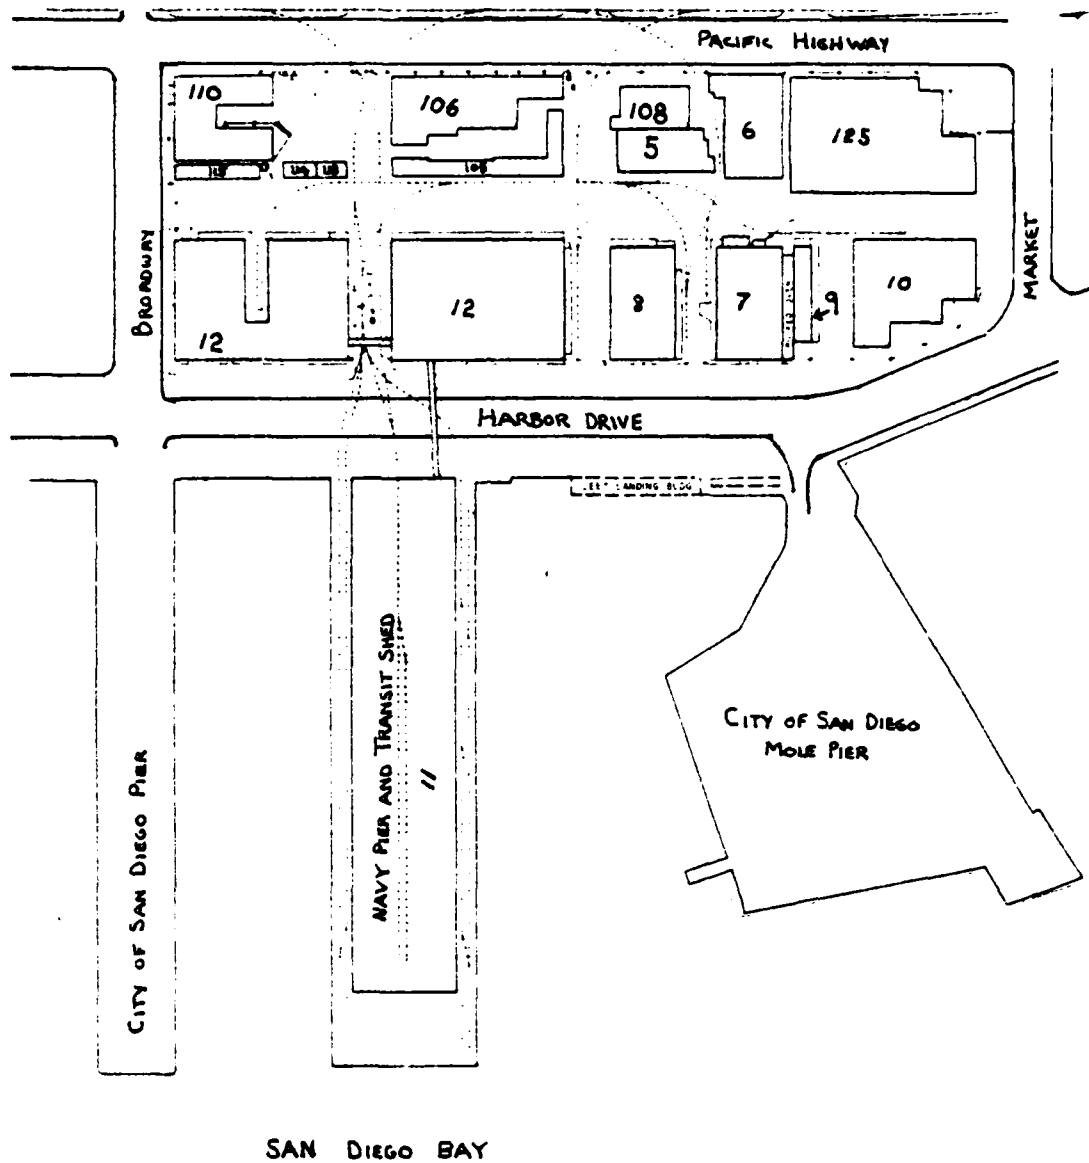 PACIFIC HIGHWAY
110
106
108
5
6
125
BROADWAY
MARKET
12
12
8
7
9
10
HARBOR DRIVE
LANDING BLDG
NAVY PIER AND TRANSIT SHED
11
CITY OF SAN DIEGO
MOLE PIER
CITY OF SAN DIEGO PIER
SAN DIEGO BAY